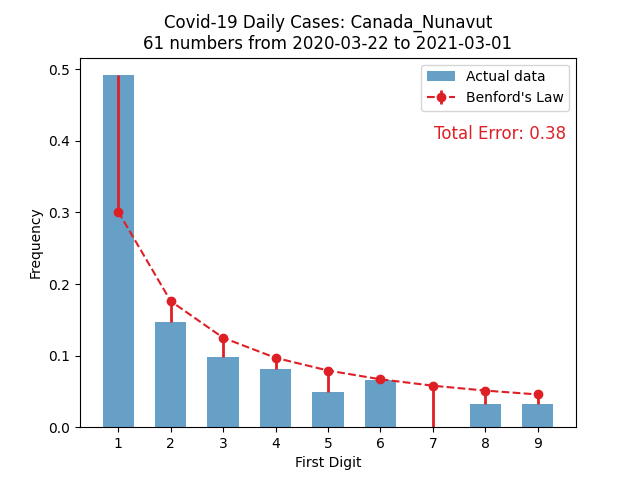 Covid-19 Daily Cases: Canada_Nunavut
61 numbers from 2020-03-22 to 2021-03-01
Actual data
Benford's Law
Total Error: 0.38
Frequency
0.5
0.4
0.3
0.2
0.1
0.0
1 2 3 4 5 6 7 8 9
First Digit